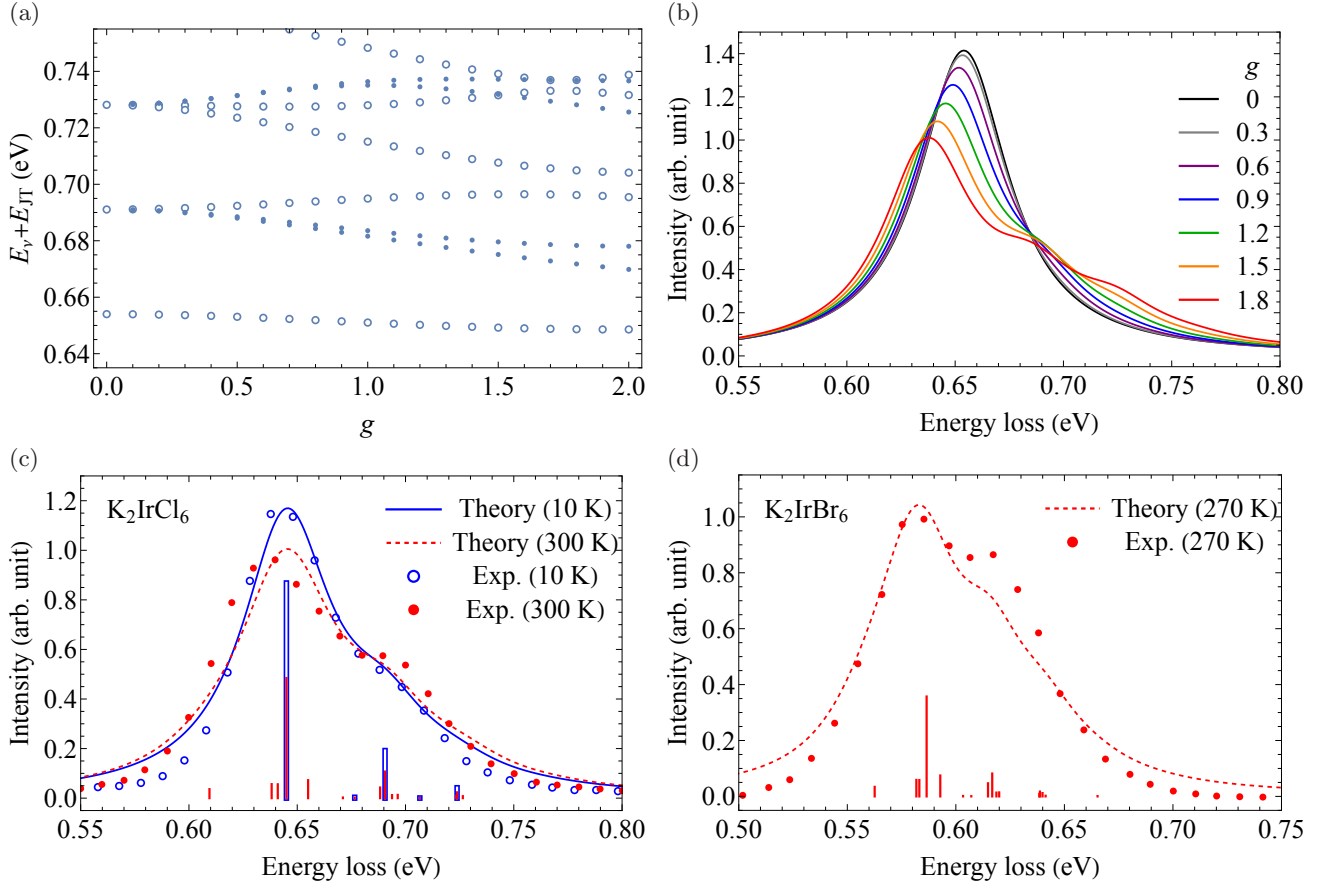 (a)
E_ν+E_JT (eV)
0.74
0.72
0.70
0.68
0.66
0.64
0.0 0.5 1.0 1.5 2.0
g
(b)
Intensity (arb. unit)
1.4
1.2
1.0
0.8
0.6
0.4
0.2
0.0
g
0
0.3
0.6
0.9
1.2
1.5
1.8
0.55 0.60 0.65 0.70 0.75 0.80
Energy loss (eV)
(c)
Intensity (arb. unit)
1.2
1.0
0.8
0.6
0.4
0.2
0.0
K₂IrCl₆
Theory (10 K)
Theory (300 K)
Exp. (10 K)
Exp. (300 K)
0.55 0.60 0.65 0.70 0.75 0.80
Energy loss (eV)
(d)
Intensity (arb. unit)
1.0
0.8
0.6
0.4
0.2
0.0
K₂IrBr₆
Theory (270 K)
Exp. (270 K)
0.50 0.55 0.60 0.65 0.70 0.75
Energy loss (eV)